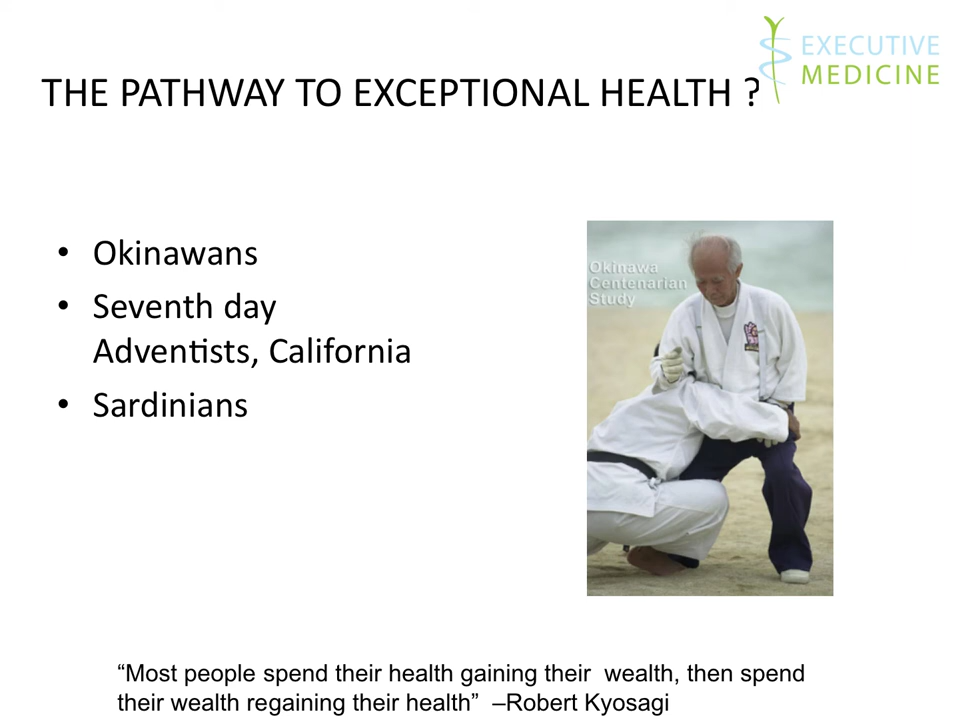 EXECUTIVE
MEDICINE
THE PATHWAY TO EXCEPTIONAL HEALTH ?
• Okinawans
• Seventh day
Adventists, California
• Sardinians
Okinawa
Centenarian
Study
“Most people spend their health gaining their  wealth, then spend
their wealth regaining their health”  –Robert Kyosagi